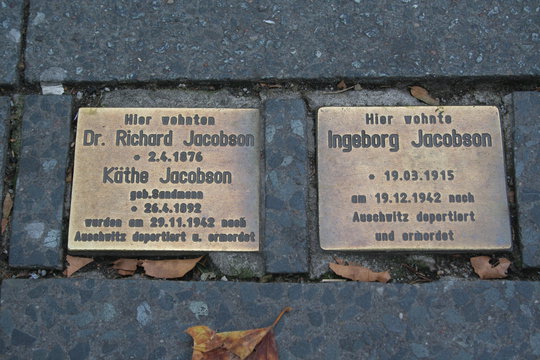 Hier wohnten
Dr. Richard Jacobson
• 2.4.1876
Käthe Jacobson
geb. Sandmann
• 26.4.1892
wurden am 29.11.1942 nach
Auschwitz deportiert u. ermordet
Hier wohnte
Ingeborg Jacobson
• 19.03.1915
am 19.12.1942 nach
Auschwitz deportiert
und ermordet